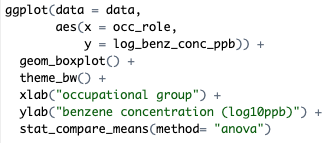 ggplot(data = data,
aes(x = occ_role,
y = log_benz_conc_ppb)) +
geom_boxplot() +
theme_bw() +
xlab("occupational group") +
ylab("benzene concentration (log10ppb)") +
stat_compare_means(method= "anova")